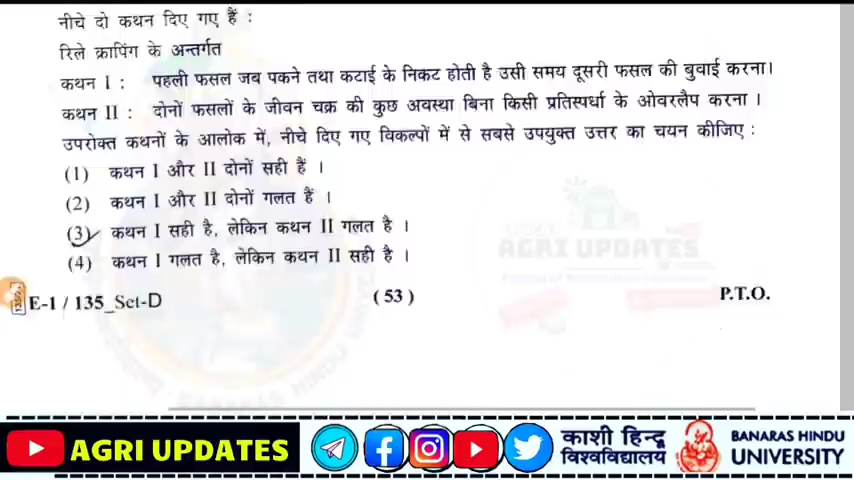 नीचे दो कथन दिए गए हैं :
रिले क्रापिंग के अन्तर्गत
कथन I : पहली फसल जब पकने तथा कटाई के निकट होती है उसी समय दूसरी फसल की बुवाई करना।
कथन II : दोनों फसलों के जीवन चक्र की कुछ अवस्था बिना किसी प्रतिस्पर्धा के ओवरलैप करना ।
उपरोक्त कथनों के आलोक में, नीचे दिए गए विकल्पों में से सबसे उपयुक्त उत्तर का चयन कीजिए :
(1) कथन I और II दोनों सही हैं ।
(2) कथन I और II दोनों गलत हैं ।
(3) कथन I सही है, लेकिन कथन II गलत है ।
(4) कथन I गलत है, लेकिन कथन II सही है ।
AGRI UPDATES
E-1 / 135_Set-D (53) P.T.O.
AGRI UPDATES
काशी हिन्दू
विश्वविद्यालय
BANARAS HINDU
UNIVERSITY